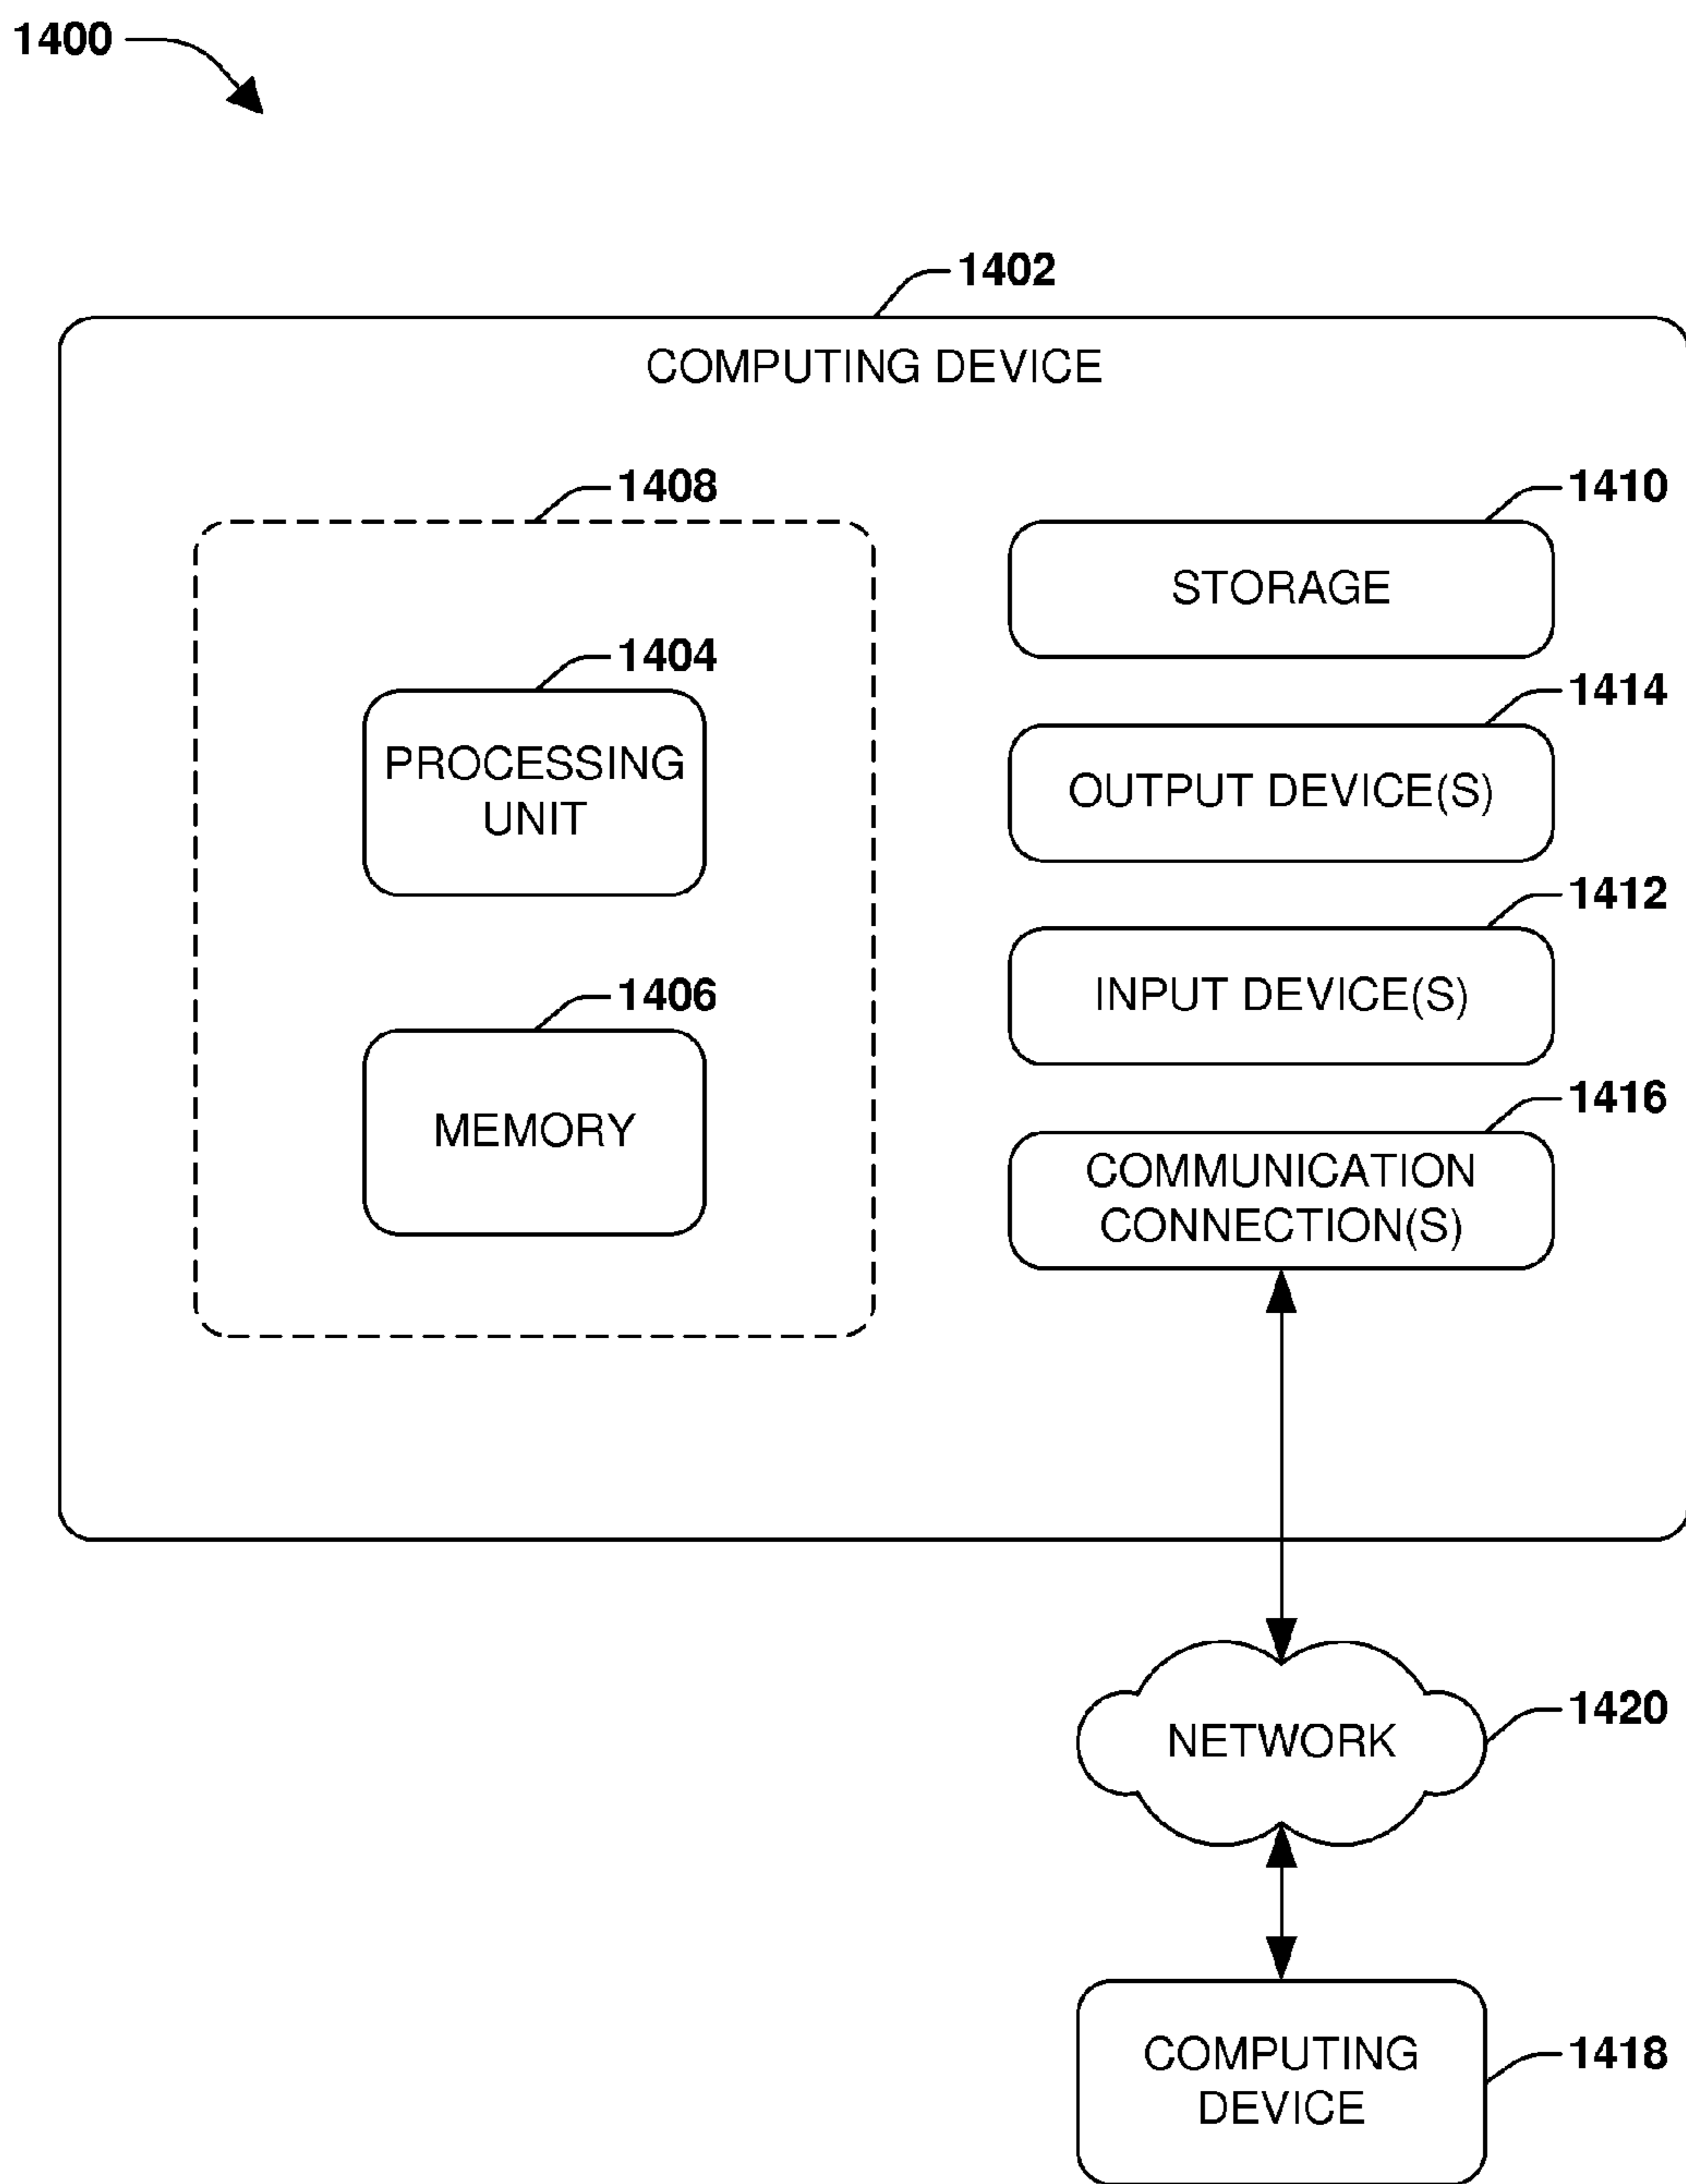 1400
1402
COMPUTING DEVICE
1408
1404
PROCESSING
UNIT
1406
MEMORY
1410
STORAGE
1414
OUTPUT DEVICE(S)
1412
INPUT DEVICE(S)
1416
COMMUNICATION
CONNECTION(S)
1420
NETWORK
1418
COMPUTING
DEVICE